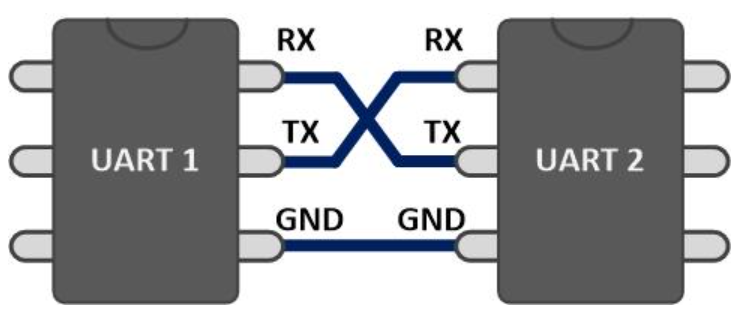 RX RX
UART 1 TX TX UART 2
GND GND